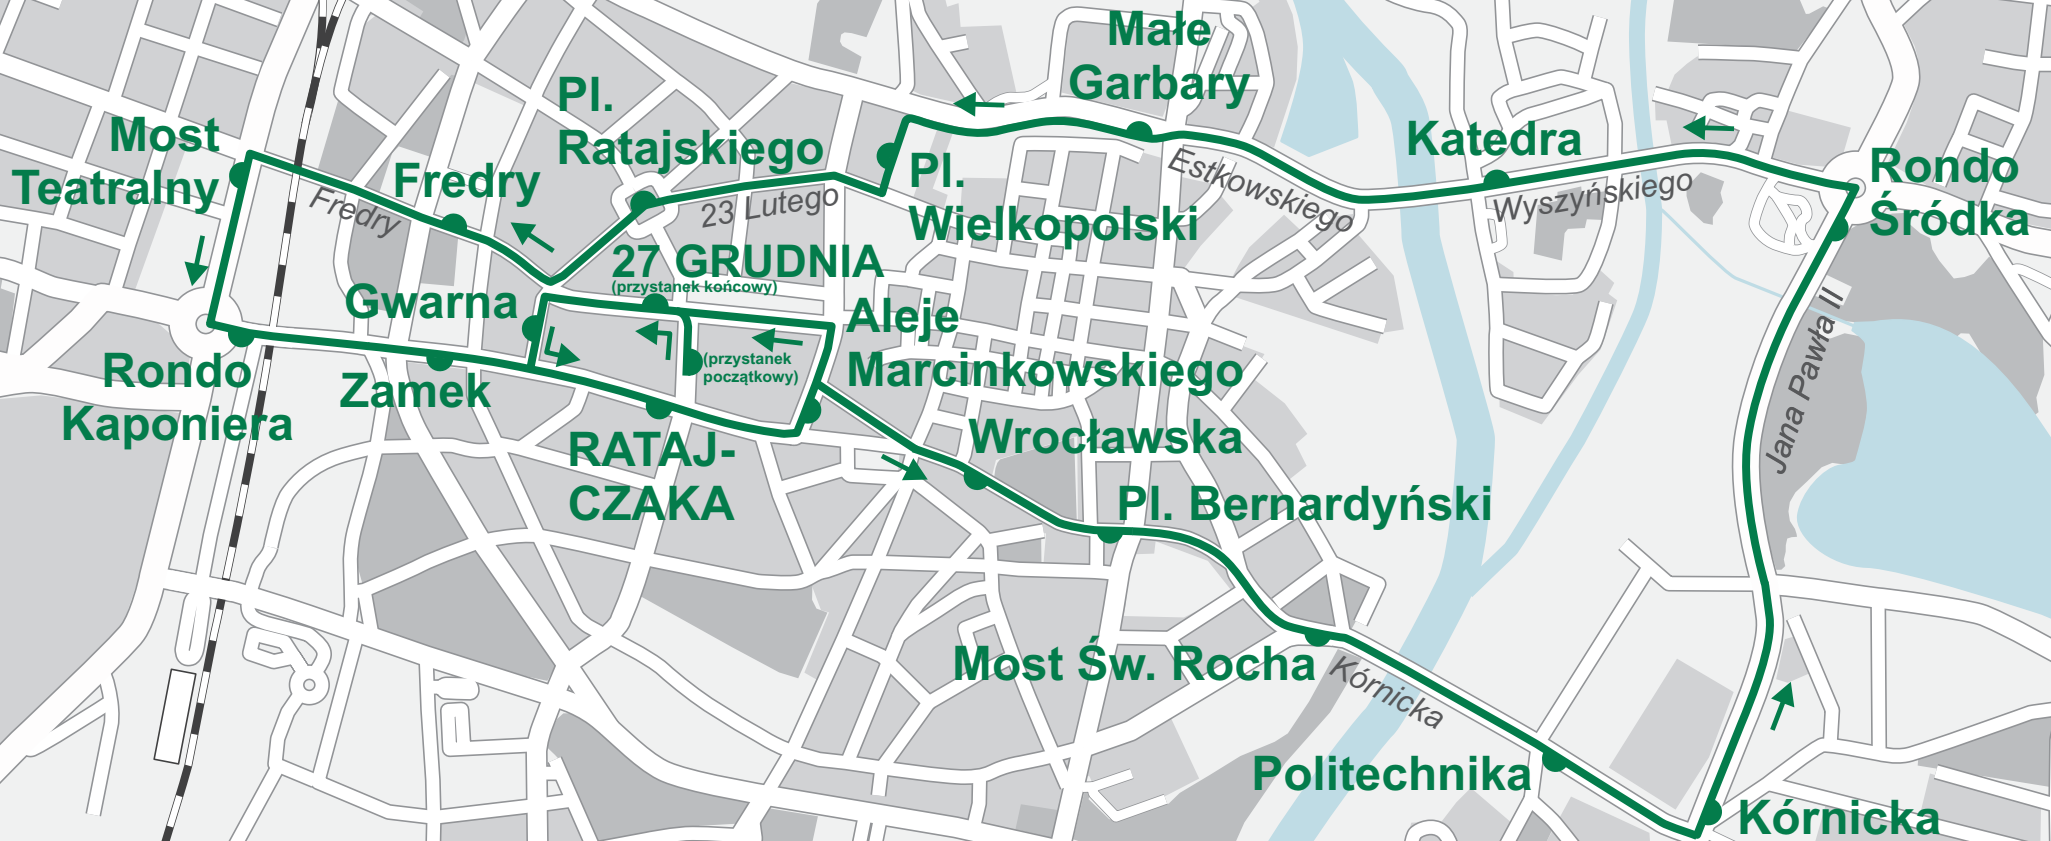 Małe
Garbary
Pl.
Ratajskiego
Most
Teatralny
Fredry
Fredry
23 Lutego
Pl.
Wielkopolski
Estkowskiego
Katedra
Wyszyńskiego
Rondo
Śródka
27 GRUDNIA
(przystanek końcowy)
Gwarna
Aleje
Marcinkowskiego
(przystanek
początkowy)
Rondo
Kaponiera
Zamek
RATAJ-
CZAKA
Wrocławska
Pl. Bernardyński
Jana Pawła II
Most Św. Rocha
Kórnicka
Politechnika
Kórnicka